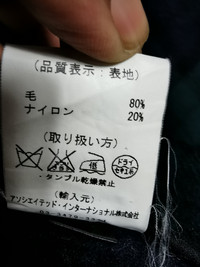 (品質表示：表地)
毛 80%
ナイロン 20%
(取り扱い方)
低
ドライ
セキユ系
・タンブル乾燥禁止
(輸入元)
アソシエイテッド・インターナショナル株式会社